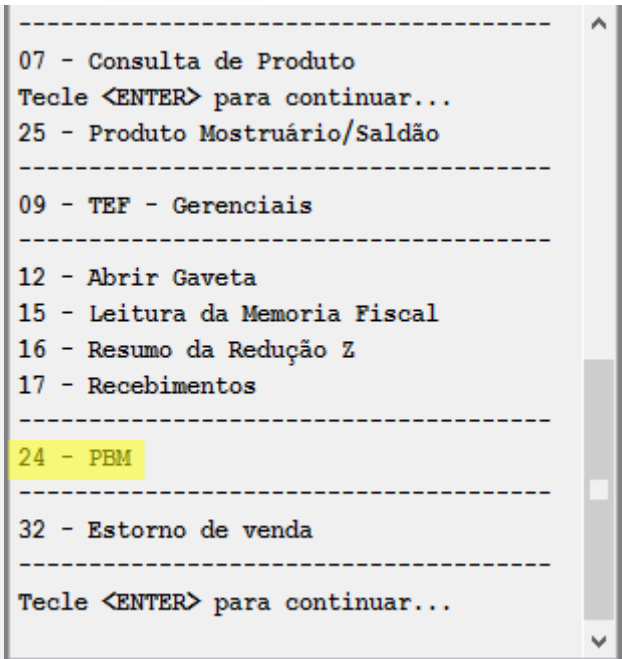 --------------------------------------
07 - Consulta de Produto
Tecle <ENTER> para continuar...
25 - Produto Mostruário/Saldão
--------------------------------------
09 - TEF - Gerenciais
--------------------------------------
12 - Abrir Gaveta
15 - Leitura da Memoria Fiscal
16 - Resumo da Redução Z
17 - Recebimentos
--------------------------------------
24 - PBM
--------------------------------------
32 - Estorno de venda
--------------------------------------
Tecle <ENTER> para continuar...